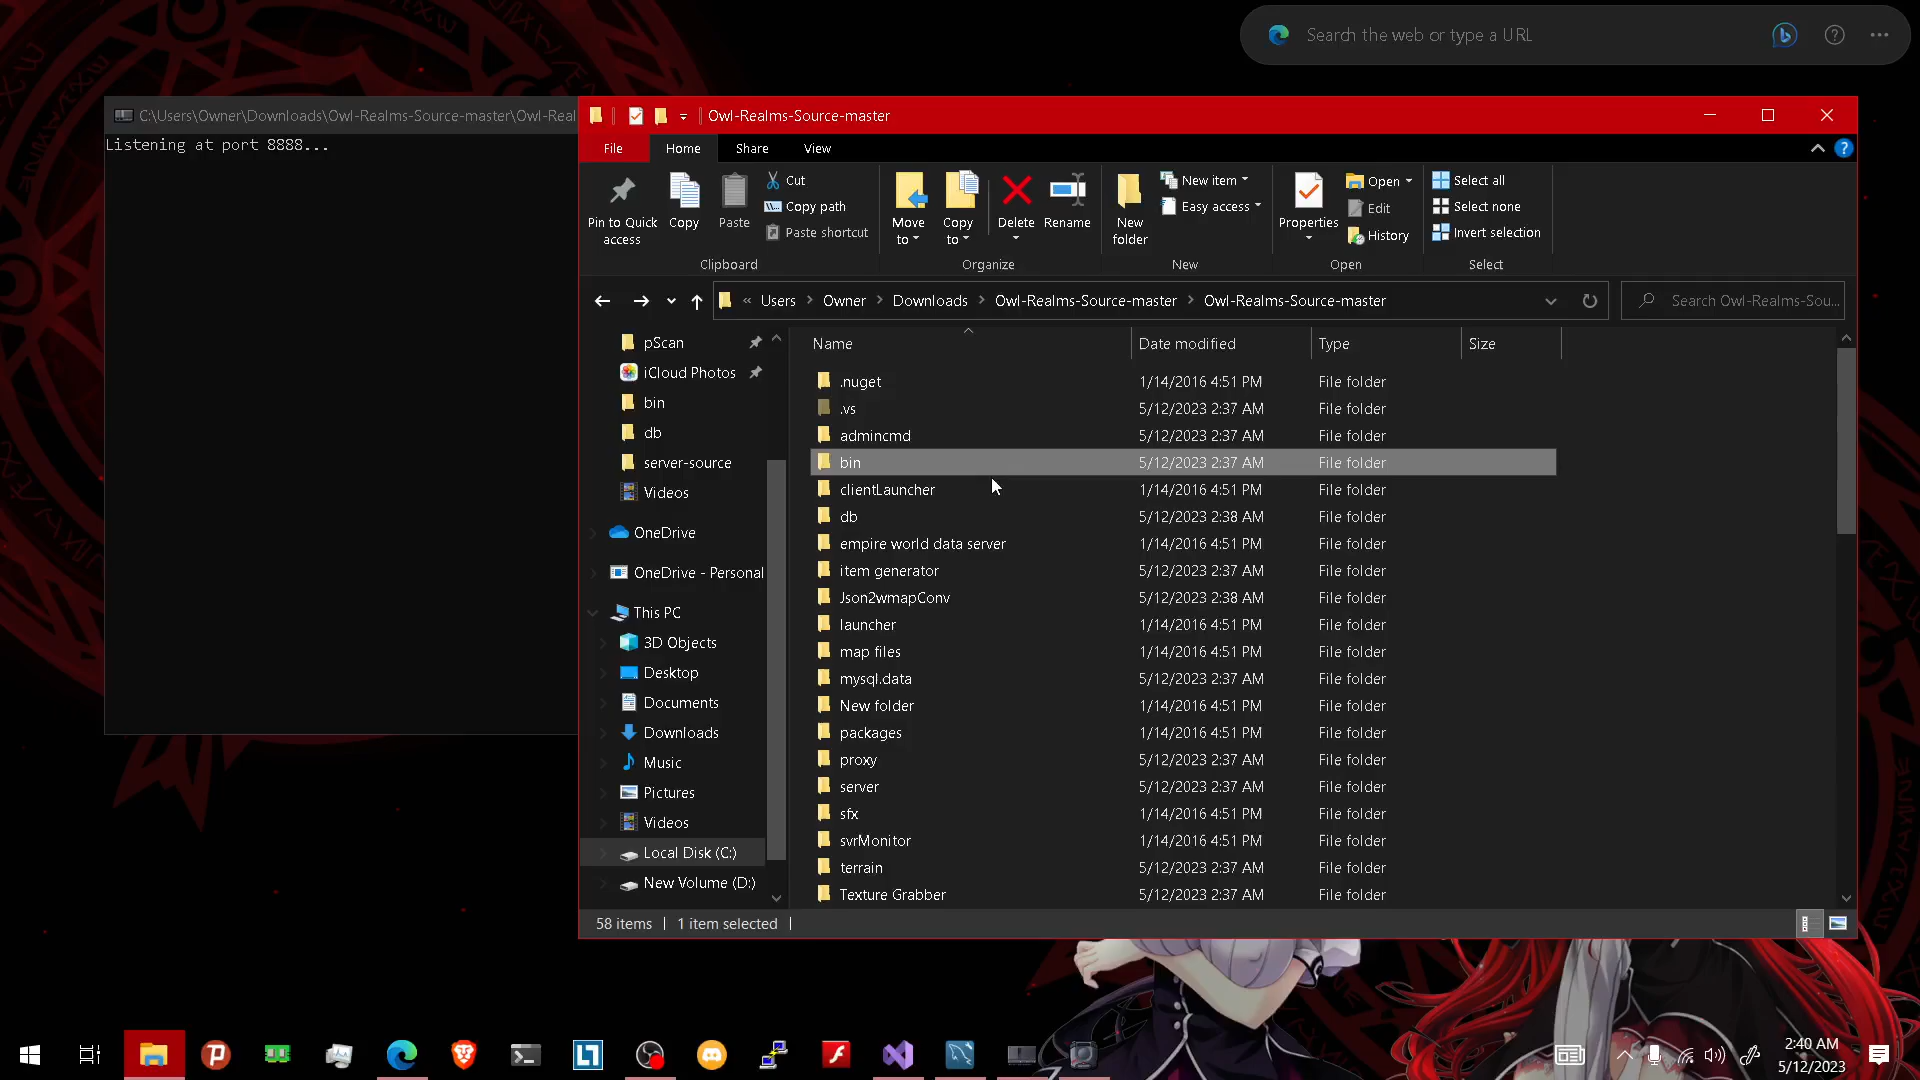 Search the web or type a URL
C:\Users\Owner\Downloads\Owl-Realms-Source-master\Owl-Real
Listening at port 8888...
Owl-Realms-Source-master
File Home Share View
Pin to Quick access
Copy
Paste
Cut
Copy path
Paste shortcut
Clipboard
Move to
Copy to
Delete
Rename
Organize
New folder
New item
Easy access
New
Properties
Open
Edit
History
Open
Select all
Select none
Invert selection
Select
« Users > Owner > Downloads > Owl-Realms-Source-master > Owl-Realms-Source-master
Search Owl-Realms-Sou...
pScan
iCloud Photos
bin
db
server-source
Videos
OneDrive
OneDrive - Personal
This PC
3D Objects
Desktop
Documents
Downloads
Music
Pictures
Videos
Local Disk (C:)
New Volume (D:)
Name Date modified Type Size
.nuget 1/14/2016 4:51 PM File folder
.vs 5/12/2023 2:37 AM File folder
admincmd 5/12/2023 2:37 AM File folder
bin 5/12/2023 2:37 AM File folder
clientLauncher 1/14/2016 4:51 PM File folder
db 5/12/2023 2:38 AM File folder
empire world data server 1/14/2016 4:51 PM File folder
item generator 5/12/2023 2:37 AM File folder
Json2wmapConv 5/12/2023 2:38 AM File folder
launcher 1/14/2016 4:51 PM File folder
map files 1/14/2016 4:51 PM File folder
mysql.data 5/12/2023 2:37 AM File folder
New folder 1/14/2016 4:51 PM File folder
packages 1/14/2016 4:51 PM File folder
proxy 5/12/2023 2:37 AM File folder
server 5/12/2023 2:37 AM File folder
sfx 1/14/2016 4:51 PM File folder
svrMonitor 1/14/2016 4:51 PM File folder
terrain 5/12/2023 2:37 AM File folder
Texture Grabber 5/12/2023 2:37 AM File folder
58 items 1 item selected
2:40 AM
5/12/2023